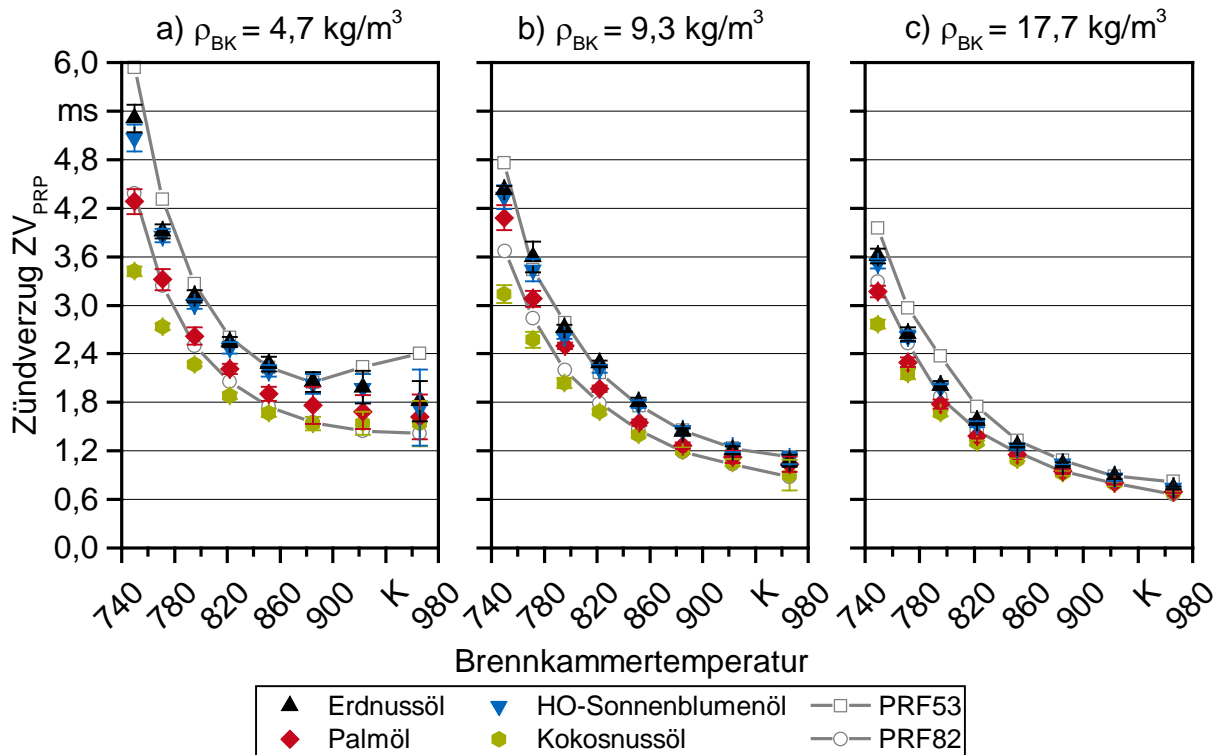 a) ρBK = 4,7 kg/m³ b) ρBK = 9,3 kg/m³ c) ρBK = 17,7 kg/m³
6,0
ms
4,8
4,2
3,6
3,0
2,4
1,8
1,2
0,6
0,0
Zündverzug ZVPRP
740 780 820 860 900 K 980 740 780 820 860 900 K 980 740 780 820 860 900 K 980
Brennkammertemperatur
Erdnussöl HO-Sonnenblumenöl PRF53
Palmöl Kokosnussöl PRF82